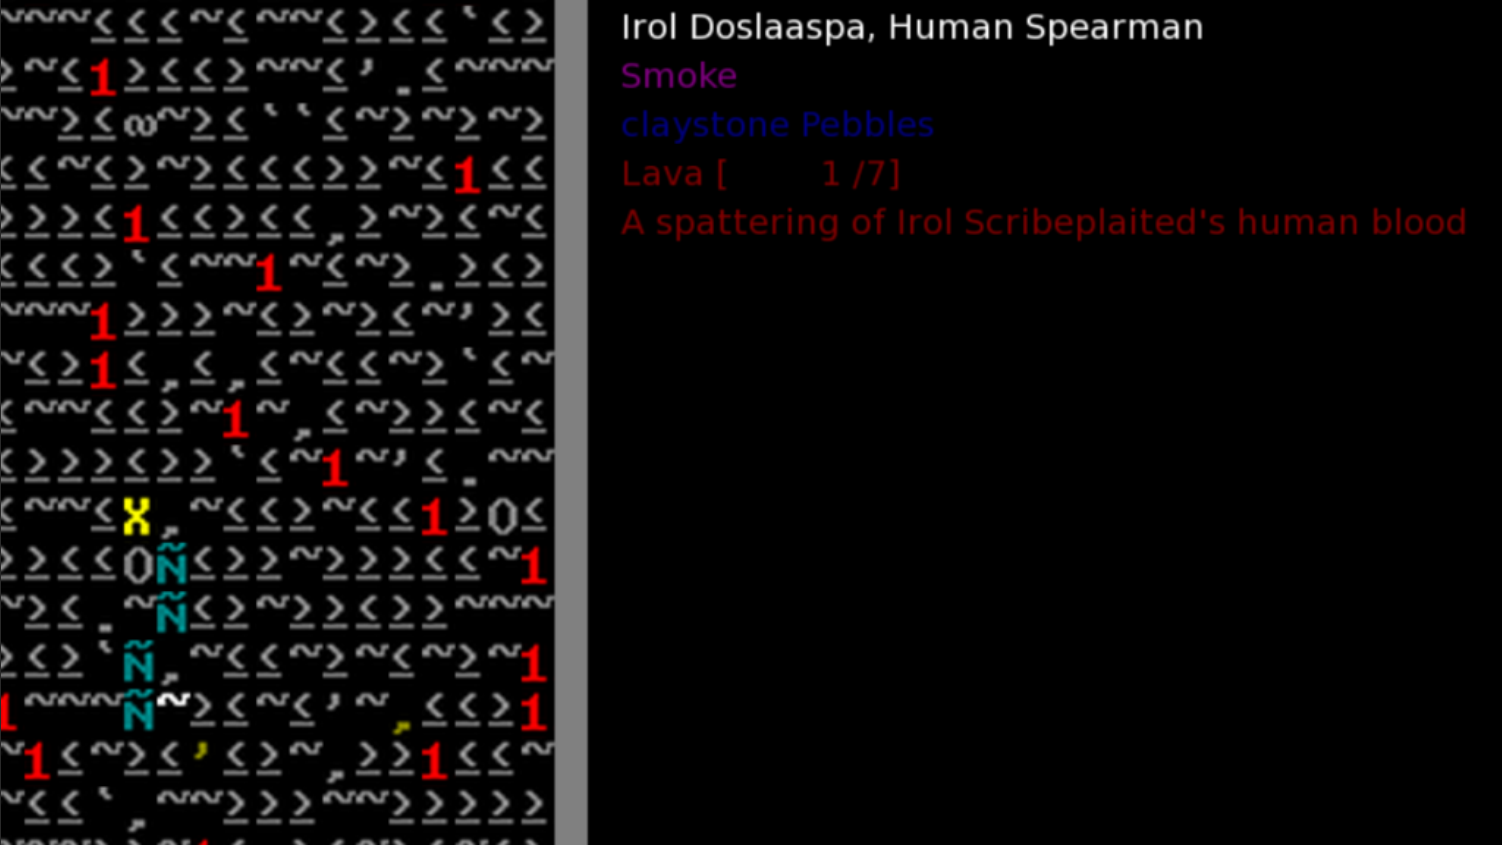 Irol Doslaaspa, Human Spearman
Smoke
claystone Pebbles
Lava [ 1 /7]
A spattering of Irol Scribeplaited's human blood